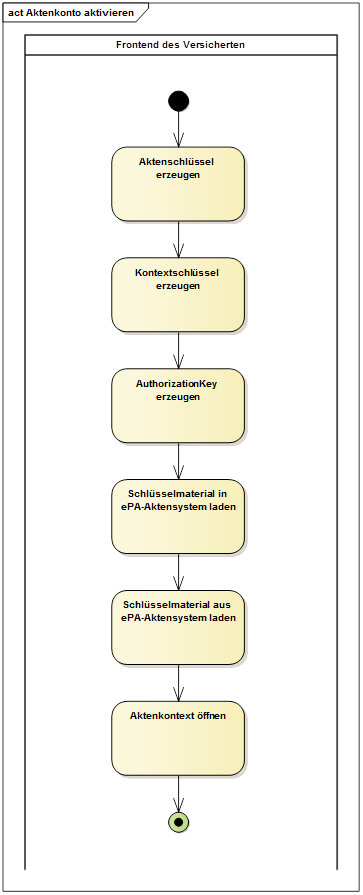 act Aktenkonto aktivieren
Frontend des Versicherten
Aktenschlüssel
erzeugen
Kontextschlüssel
erzeugen
AuthorizationKey
erzeugen
Schlüsselmaterial in
ePA-Aktensystem laden
Schlüsselmaterial aus
ePA-Aktensystem laden
Aktenkontext öffnen